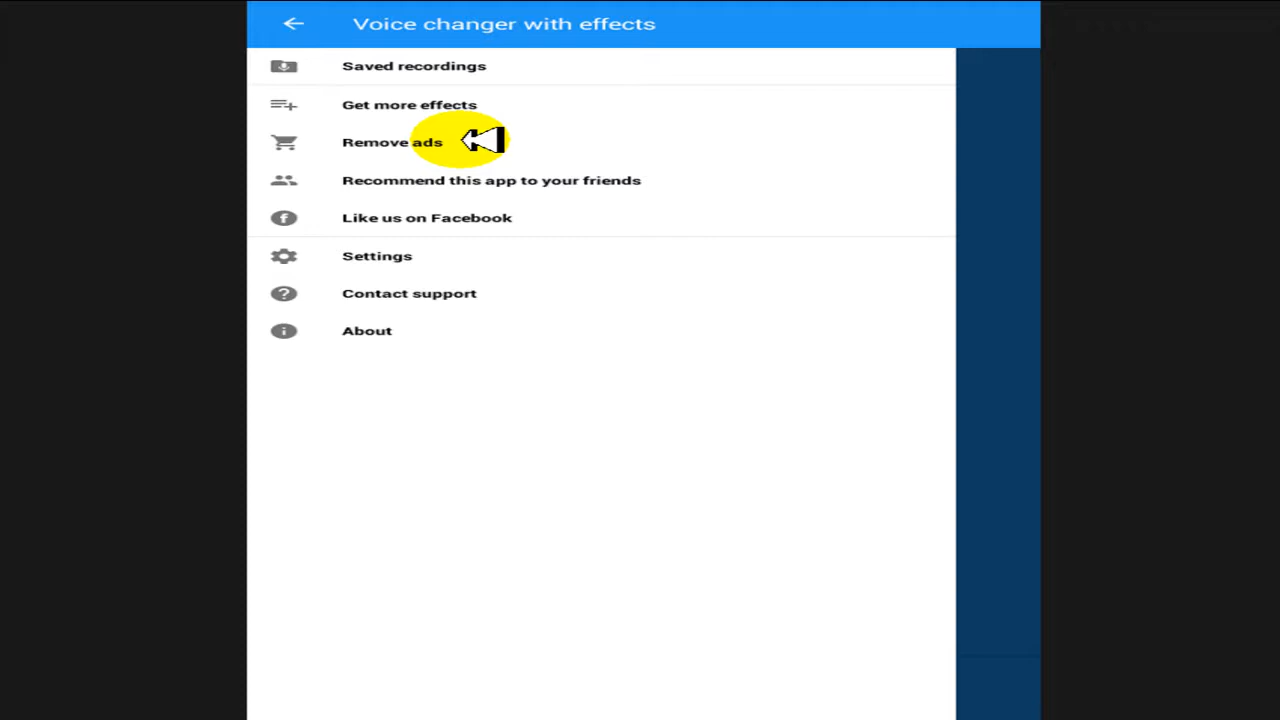 Voice changer with effects
Saved recordings
Get more effects
Remove ads
Recommend this app to your friends
Like us on Facebook
Settings
Contact support
About